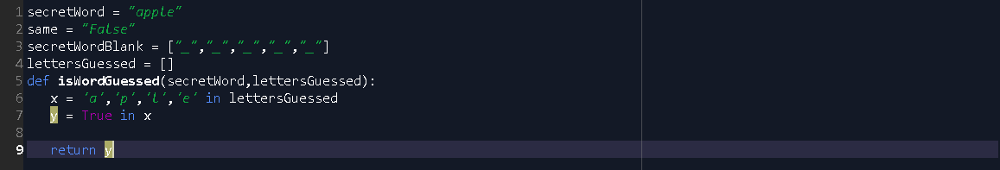 1 secretWord = "apple"
2 same = "False"
3 secretWordBlank = ["_","_","_","_","_"]
4 lettersGuessed = []
5 def isWordGuessed(secretWord,lettersGuessed):
6 x = 'a','p','l','e' in lettersGuessed
7 y = True in x
8
9 return y